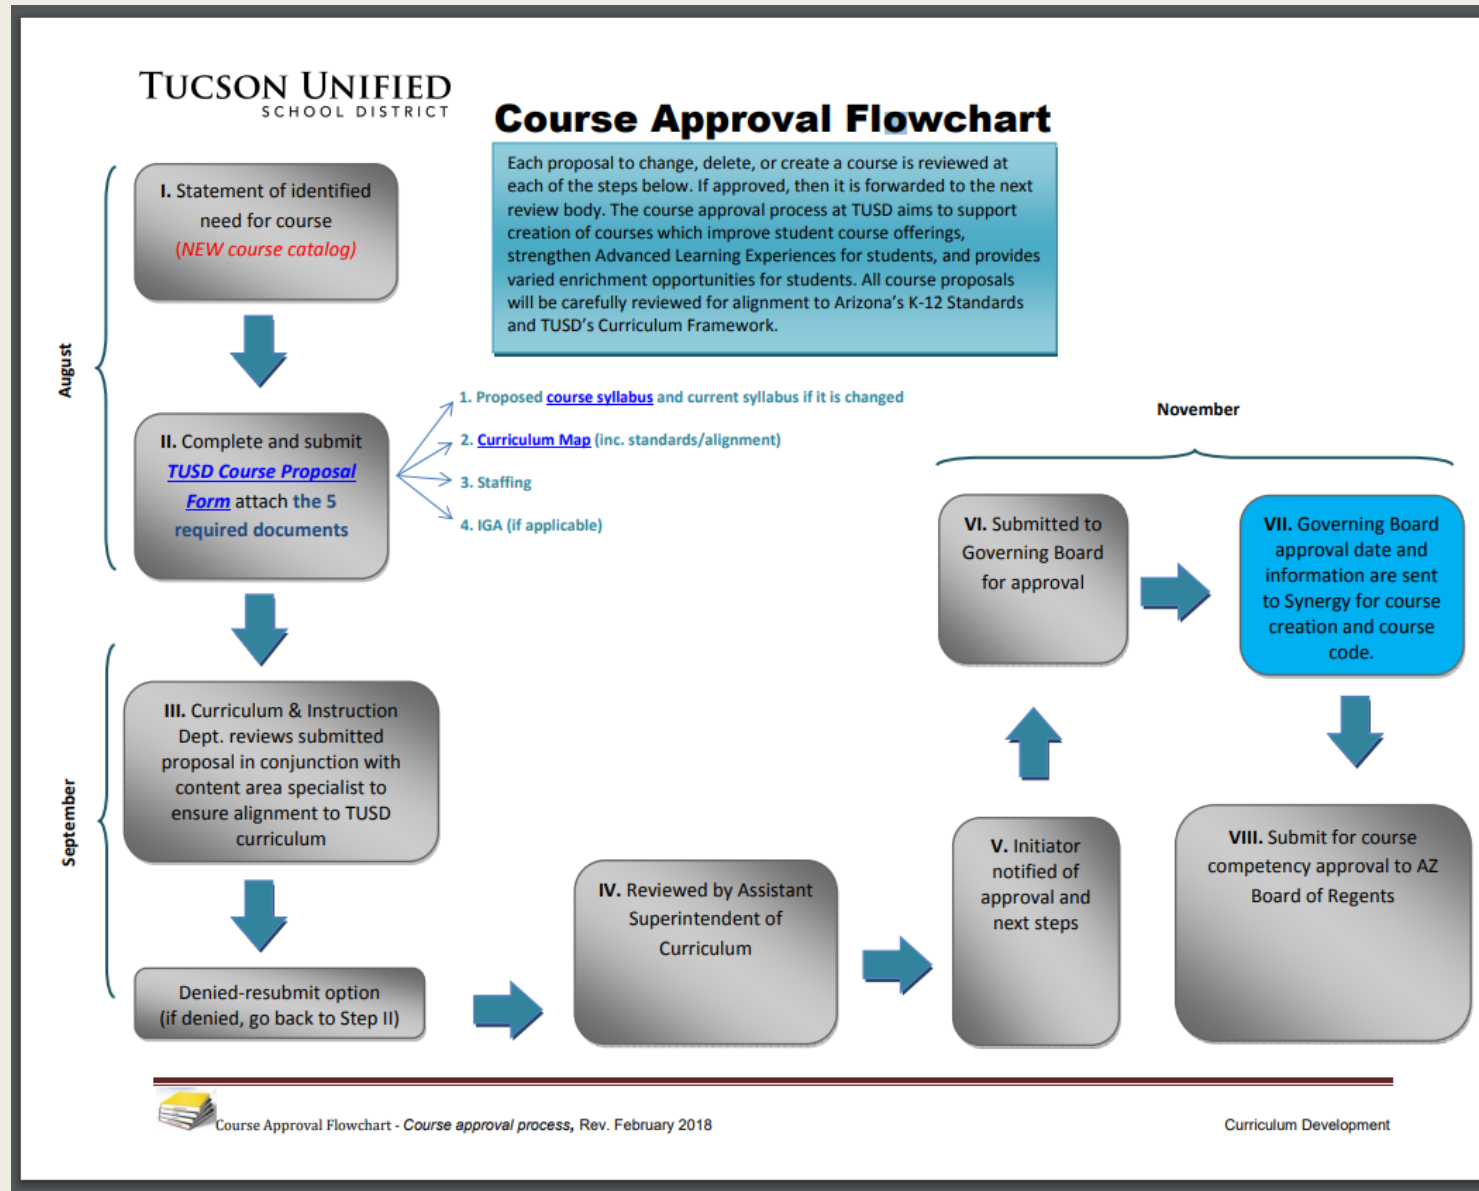 TUCSON UNIFIED
SCHOOL DISTRICT
Course Approval Flowchart
Each proposal to change, delete, or create a course is reviewed at
each of the steps below. If approved, then it is forwarded to the next
review body. The course approval process at TUSD aims to support
creation of courses which improve student course offerings,
strengthen Advanced Learning Experiences for students, and provides
varied enrichment opportunities for students. All course proposals
will be carefully reviewed for alignment to Arizona's K-12 Standards
and TUSD's Curriculum Framework.
August
I. Statement of identified
need for course
(NEW course catalog)
II. Complete and submit
TUSD Course Proposal
Form attach the 5
required documents
1. Proposed course syllabus and current syllabus if it is changed
2. Curriculum Map (inc. standards/alignment)
3. Staffing
4. IGA (if applicable)
September
III. Curriculum & Instruction
Dept. reviews submitted
proposal in conjunction with
content area specialist to
ensure alignment to TUSD
curriculum
Denied-resubmit option
(if denied, go back to Step II)
IV. Reviewed by Assistant
Superintendent of
Curriculum
V. Initiator
notified of
approval and
next steps
November
VI. Submitted to
Governing Board
for approval
VII. Governing Board
approval date and
information are sent
to Synergy for course
creation and course
code.
VIII. Submit for course
competency approval to AZ
Board of Regents
Course Approval Flowchart - Course approval process, Rev. February 2018
Curriculum Development